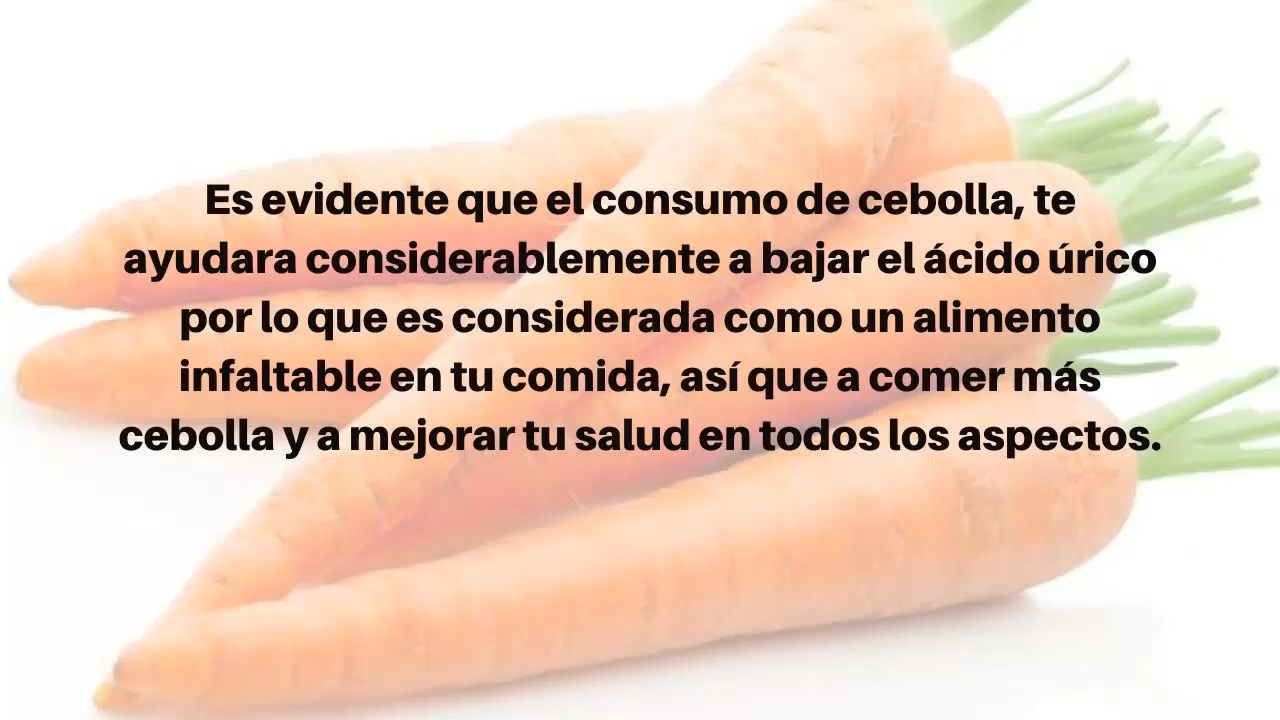 Es evidente que el consumo de cebolla, te
ayudara considerablemente a bajar el ácido úrico
por lo que es considerada como un alimento
infaltable en tu comida, así que a comer más
cebolla y a mejorar tu salud en todos los aspectos.